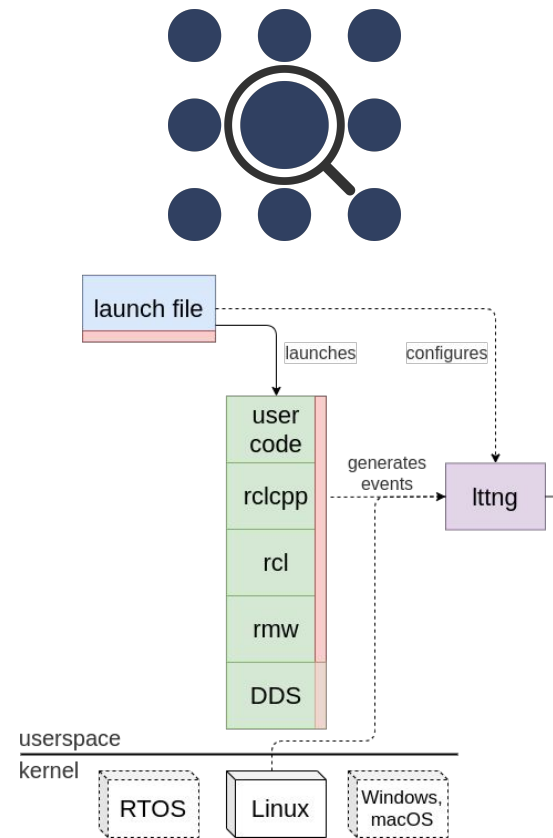 launch file
launches
configures
user
code
generates
events
rclcpp
lttng
rcl
rmw
DDS
userspace
kernel
RTOS
Linux
Windows,
macOS